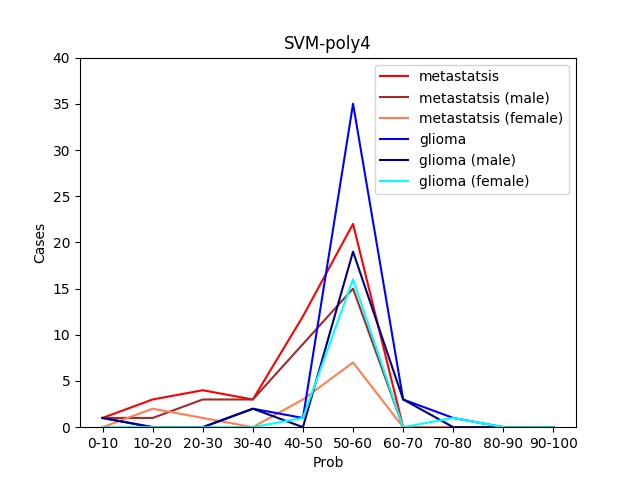 SVM-poly4
40
35
30
25
20
15
10
5
0
Cases
metastatsis
metastatsis (male)
metastatsis (female)
glioma
glioma (male)
glioma (female)
0-10 10-20 20-30 30-40 40-50 50-60 60-70 70-80 80-90 90-100
Prob